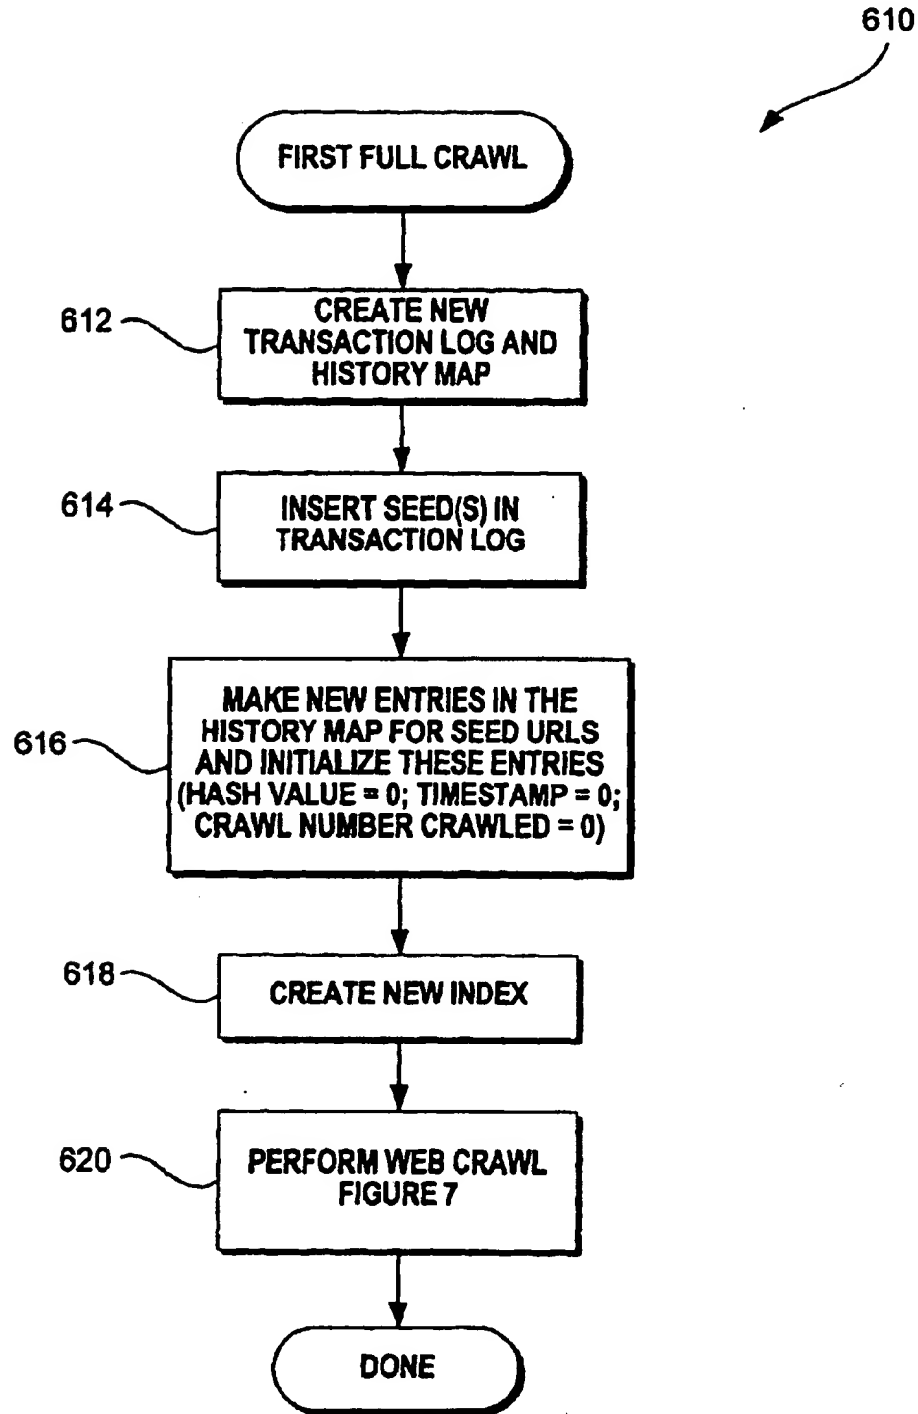 610
FIRST FULL CRAWL
612
CREATE NEW
TRANSACTION LOG AND
HISTORY MAP
614
INSERT SEED(S) IN
TRANSACTION LOG
616
MAKE NEW ENTRIES IN THE
HISTORY MAP FOR SEED URLS
AND INITIALIZE THESE ENTRIES
(HASH VALUE = 0; TIMESTAMP = 0;
CRAWL NUMBER CRAWLED = 0)
618
CREATE NEW INDEX
620
PERFORM WEB CRAWL
FIGURE 7
DONE